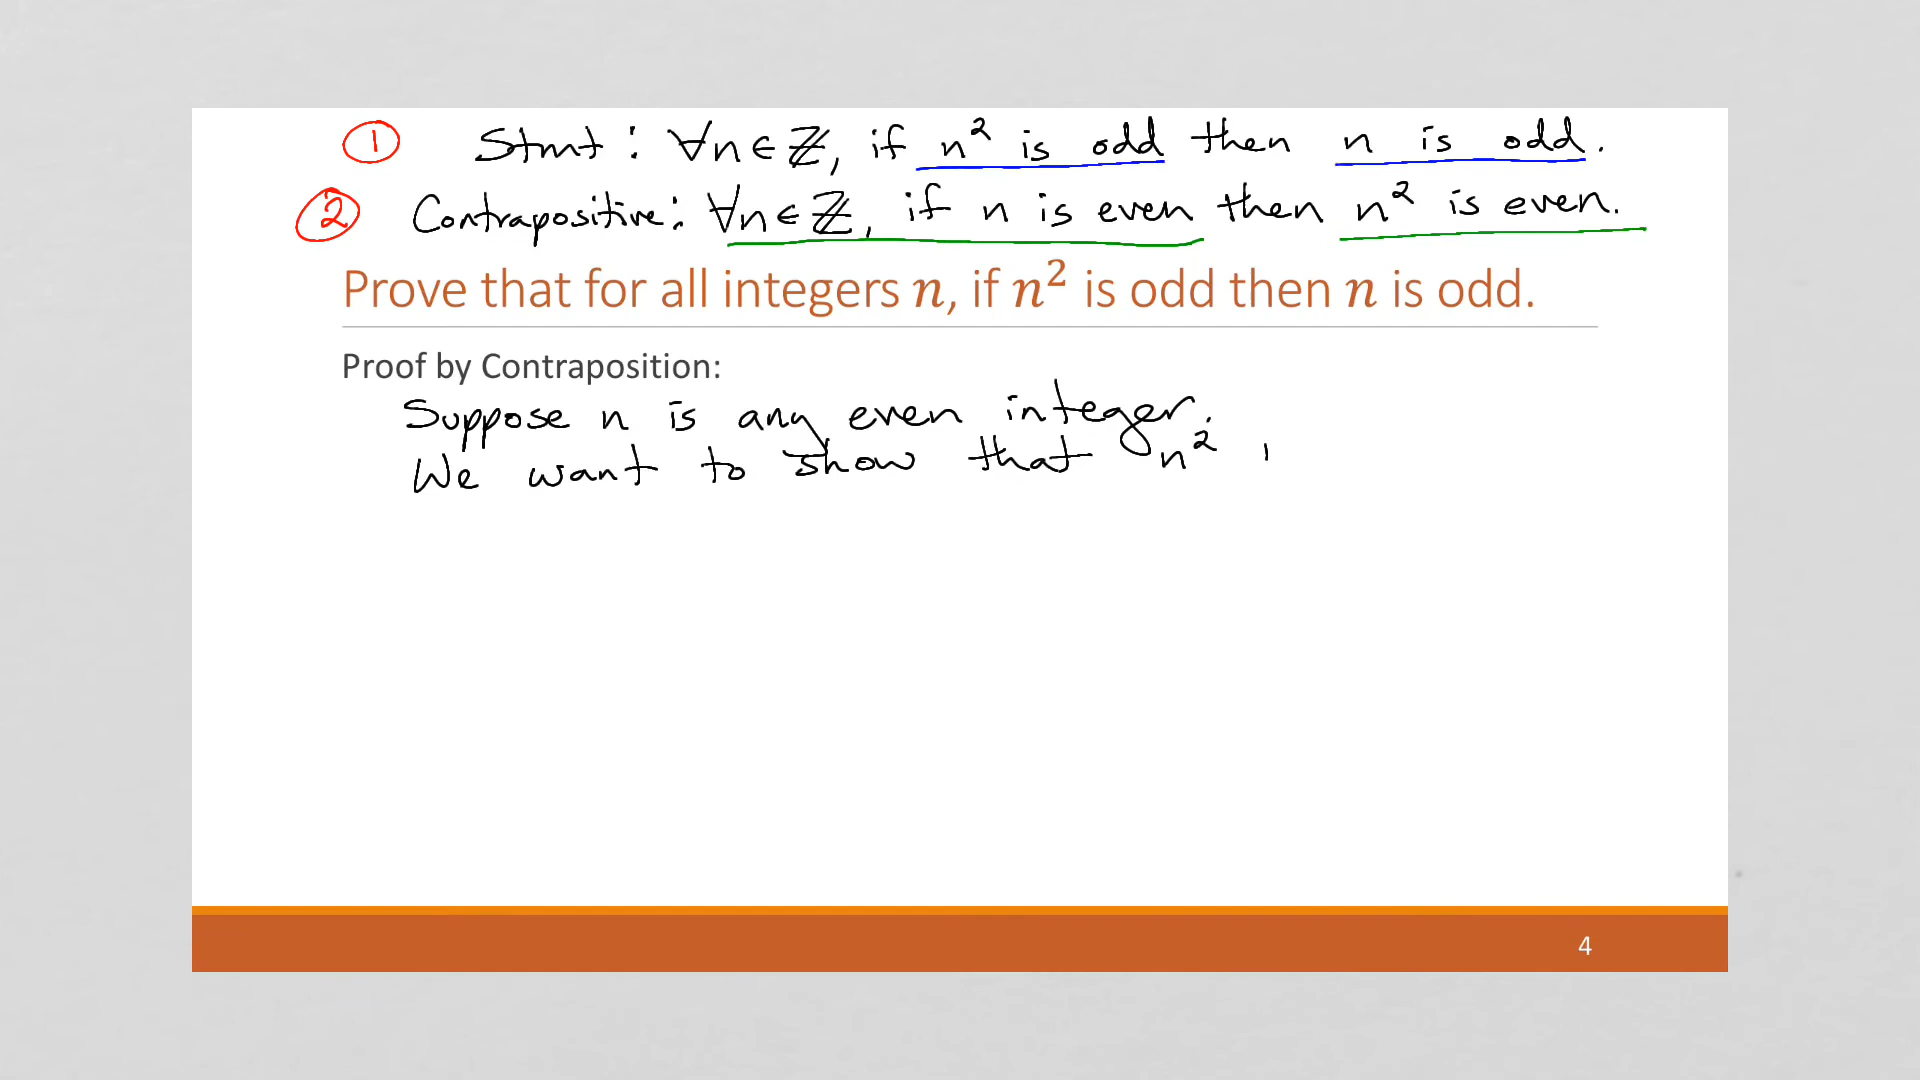 ① Stmt: ∀n∈ℤ, if n² is odd then n is odd.
② Contrapositive: ∀n∈ℤ, if n is even then n² is even.
Prove that for all integers n, if n² is odd then n is odd.
Proof by Contraposition:
Suppose n is any even integer.
We want to show that n²
4